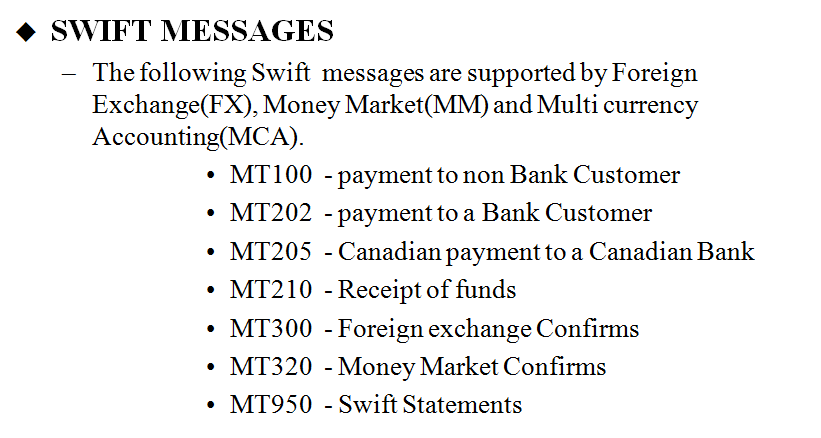 ◆ SWIFT MESSAGES
– The following Swift messages are supported by Foreign
Exchange(FX), Money Market(MM) and Multi currency
Accounting(MCA).
• MT100 - payment to non Bank Customer
• MT202 - payment to a Bank Customer
• MT205 - Canadian payment to a Canadian Bank
• MT210 - Receipt of funds
• MT300 - Foreign exchange Confirms
• MT320 - Money Market Confirms
• MT950 - Swift Statements